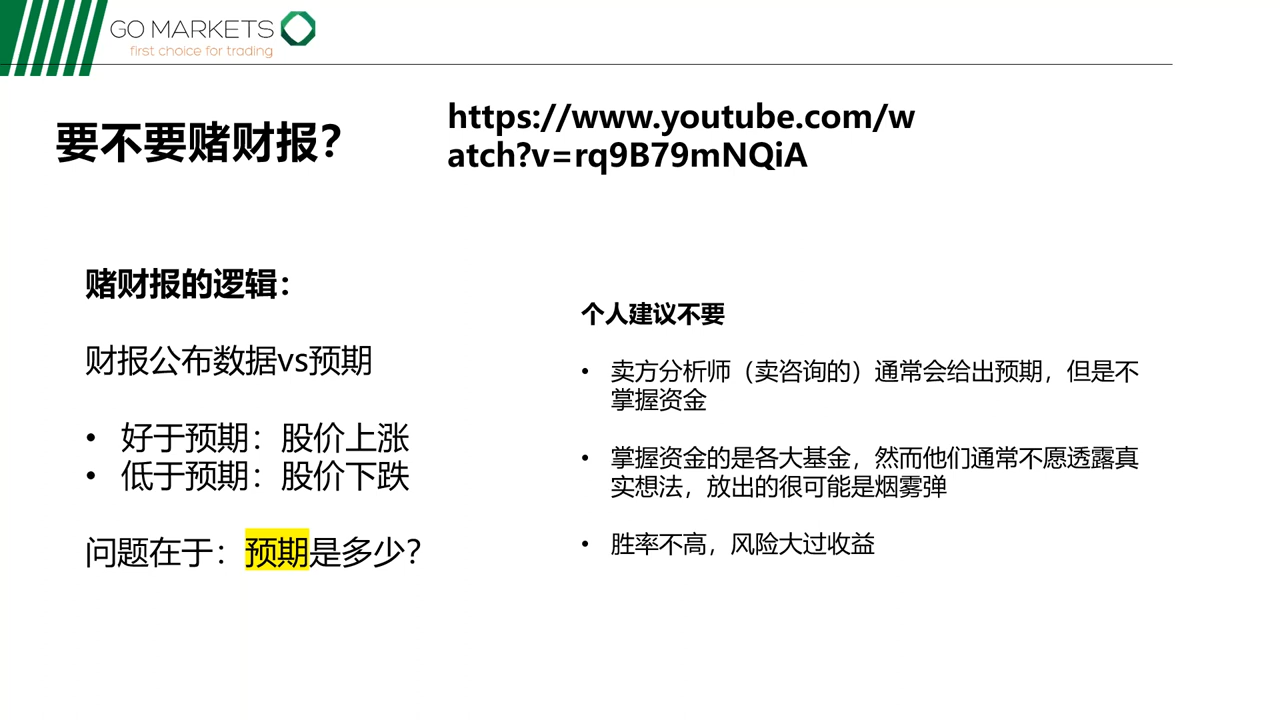 GO MARKETS
first choice for trading
要不要赌财报？
https://www.youtube.com/w
atch?v=rq9B79mNQiA
赌财报的逻辑：
财报公布数据vs预期
• 好于预期：股价上涨
• 低于预期：股价下跌
问题在于：预期是多少？
个人建议不要
• 卖方分析师（卖咨询的）通常会给出预期，但是不
掌握资金
• 掌握资金的是各大基金，然而他们通常不愿透露真
实想法，放出的很可能是烟雾弹
• 胜率不高，风险大过收益